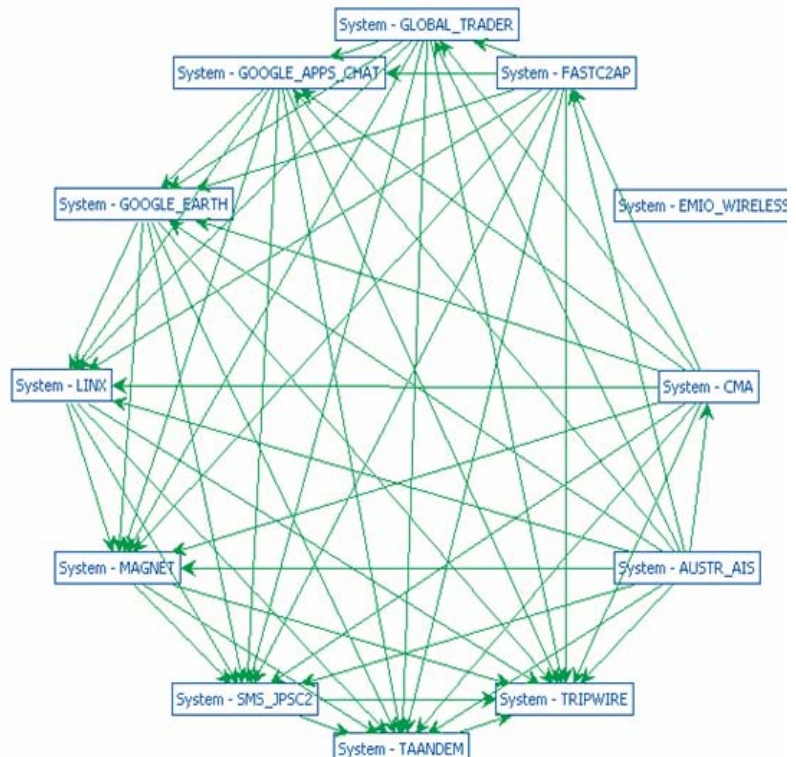 System - GLOBAL_TRADER
System - GOOGLE_APPS_CHAT
System - FASTC2AP
System - GOOGLE_EARTH
System - EMIO_WIRELESS
System - LINX
System - CMA
System - MAGNET
System - AUSTR_AIS
System - SMS_JPSC2
System - TRIPWIRE
System - TAANDEM